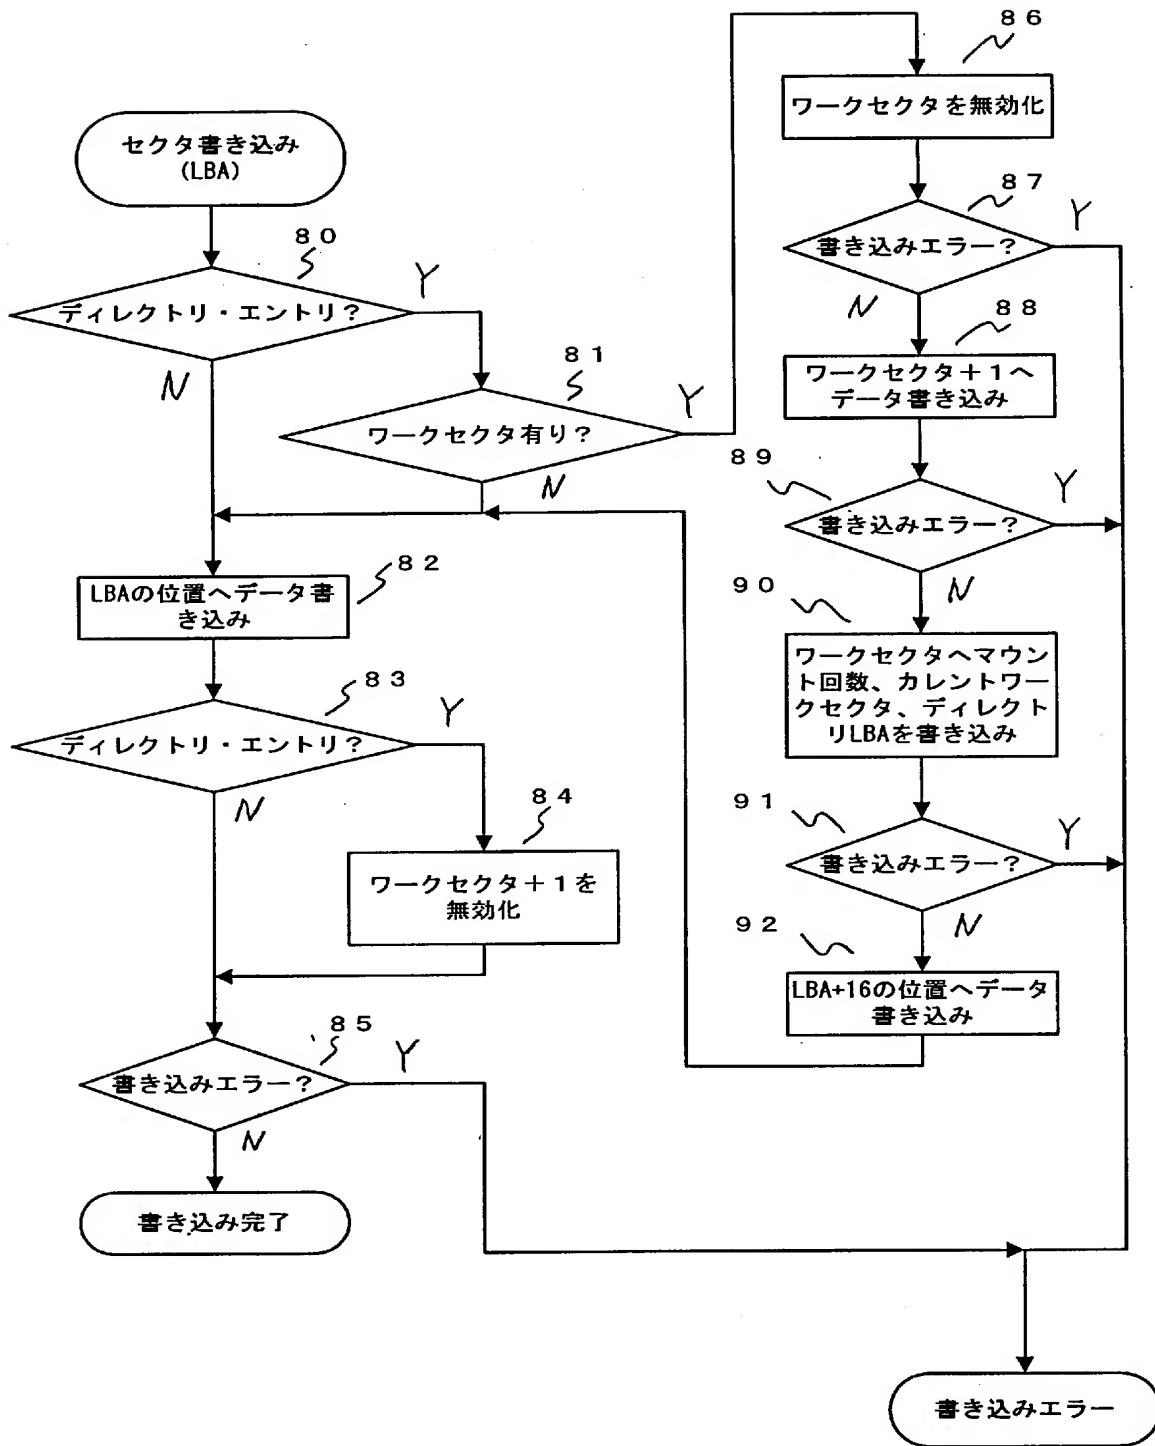 セクタ書き込み
(LBA)
80
ディレクトリ・エントリ?
Y
N
81
ワークセクタ有り?
Y
N
82
LBAの位置へデータ書
き込み
83
ディレクトリ・エントリ?
Y
N
84
ワークセクタ+1を
無効化
85
書き込みエラー?
Y
N
書き込み完了
86
ワークセクタを無効化
87
書き込みエラー?
Y
N
88
ワークセクタ+1へ
データ書き込み
89
書き込みエラー?
Y
N
90
ワークセクタへマウン
ト回数、カレントワー
クセクタ、ディレクト
リLBAを書き込み
91
書き込みエラー?
Y
N
92
LBA+16の位置へデータ
書き込み
書き込みエラー